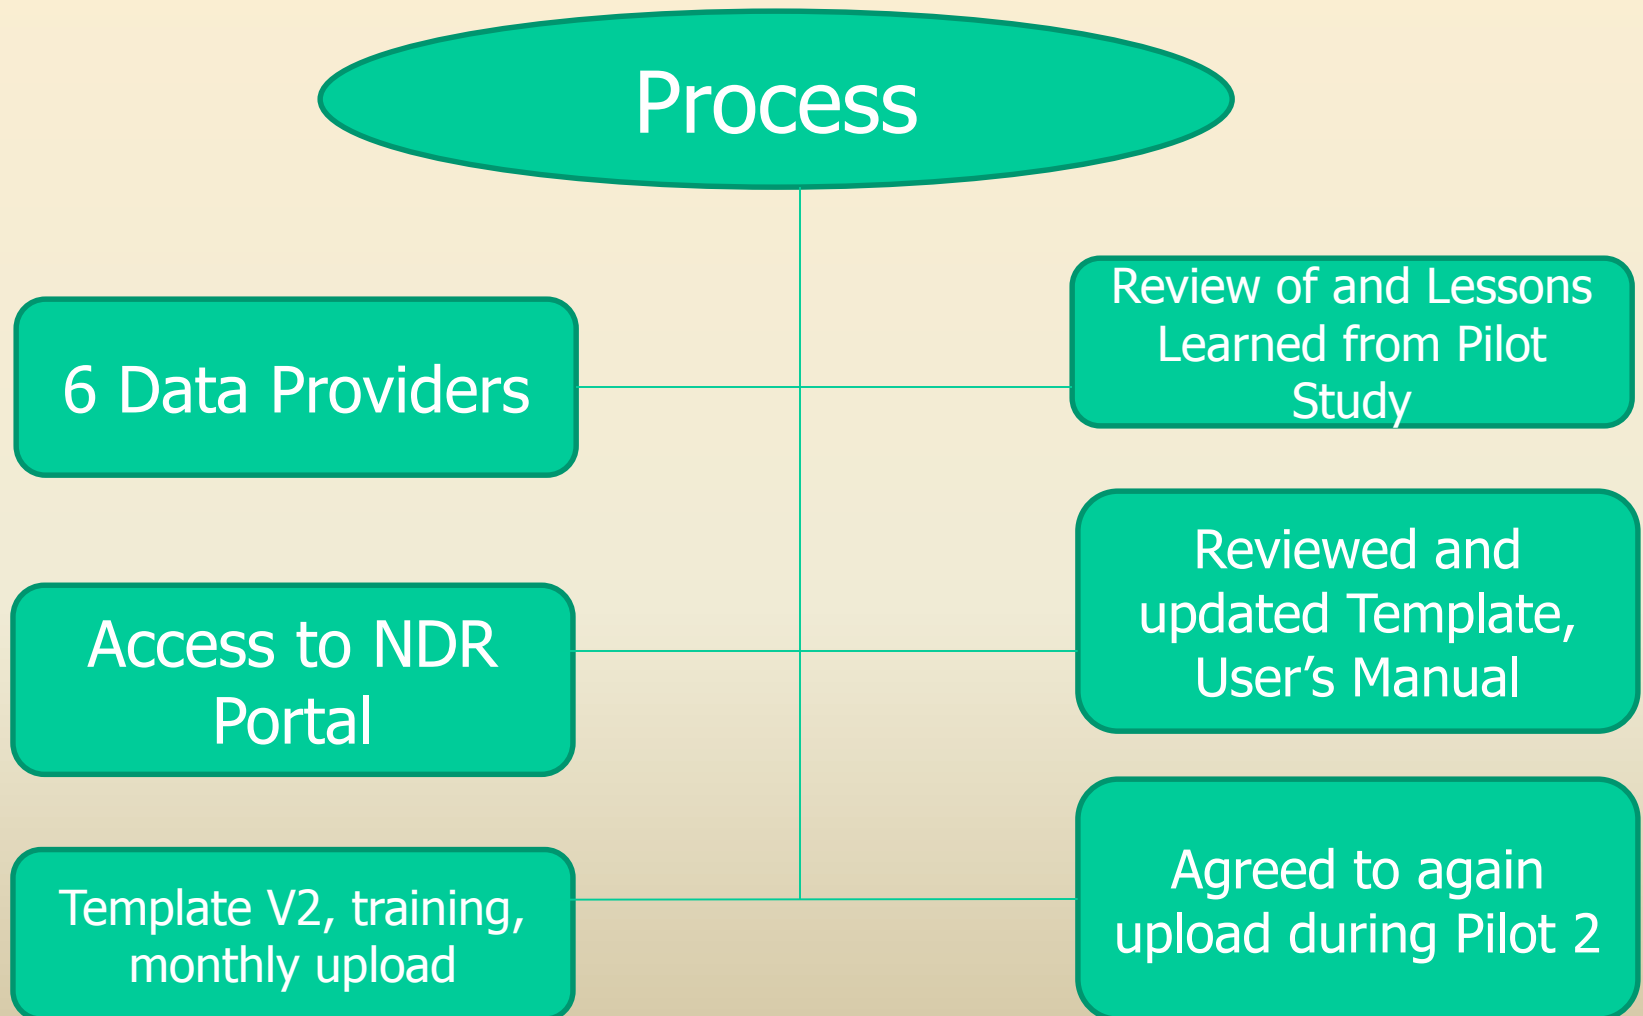 Process
6 Data Providers
Review of and Lessons
Learned from Pilot
Study
Access to NDR
Portal
Reviewed and
updated Template,
User’s Manual
Template V2, training,
monthly upload
Agreed to again
upload during Pilot 2